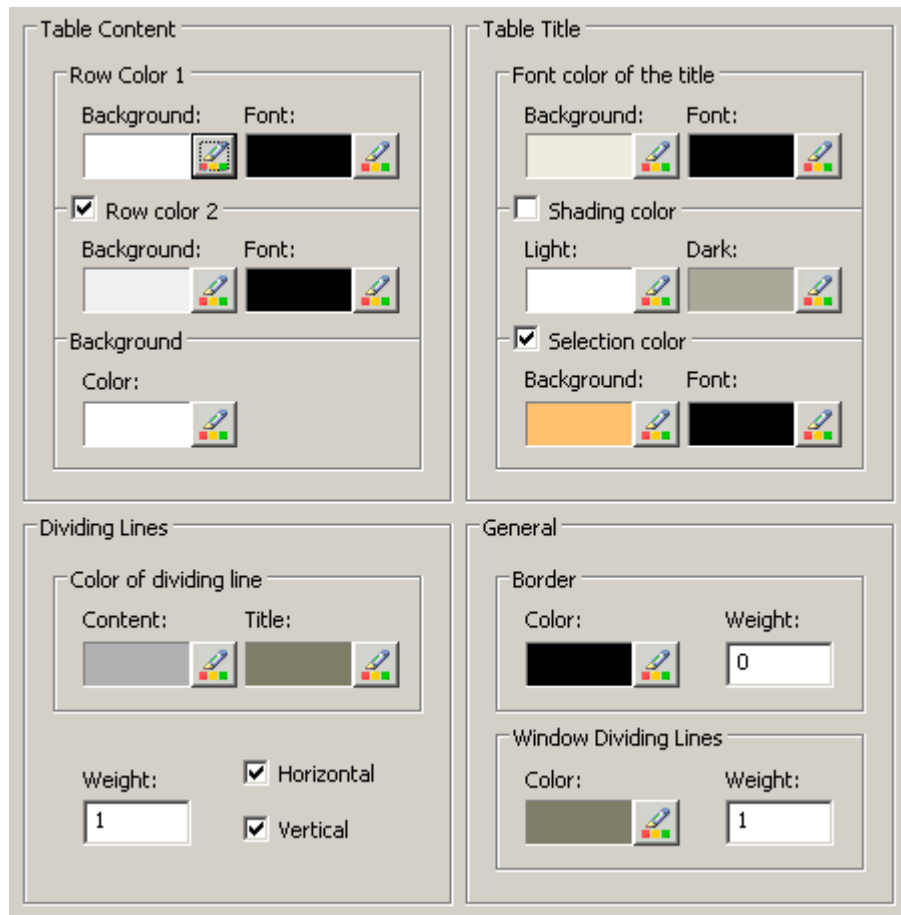 Table Content
Row Color 1
Background: Font:
Row color 2
Background: Font:
Background
Color:
Table Title
Font color of the title
Background: Font:
Shading color
Light: Dark:
Selection color
Background: Font:
Dividing Lines
Color of dividing line
Content: Title:
Weight:
1
Horizontal
Vertical
General
Border
Color: Weight:
0
Window Dividing Lines
Color: Weight:
1